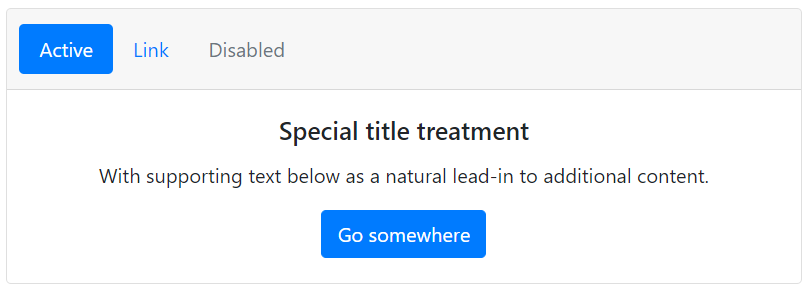 Active Link Disabled
Special title treatment
With supporting text below as a natural lead-in to additional content.
Go somewhere